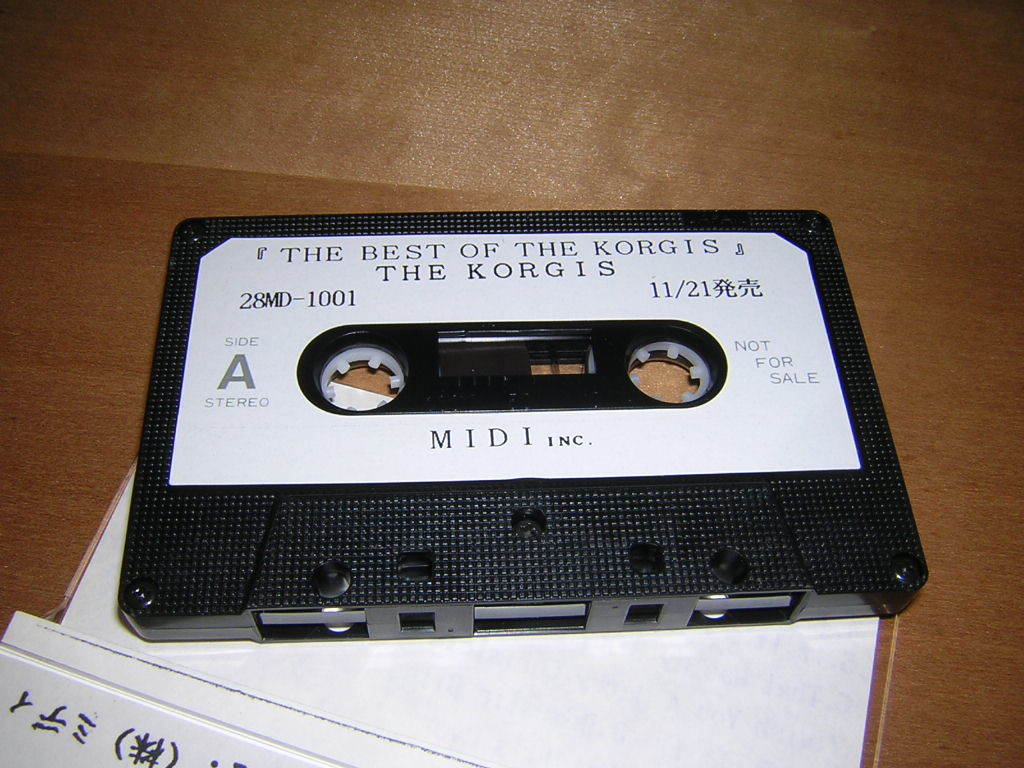 『THE BEST OF THE KORGIS』
THE KORGIS
28MD-1001
11/21発売
SIDE
A
STEREO
NOT
FOR
SALE
MIDI INC.
(株)ミディ